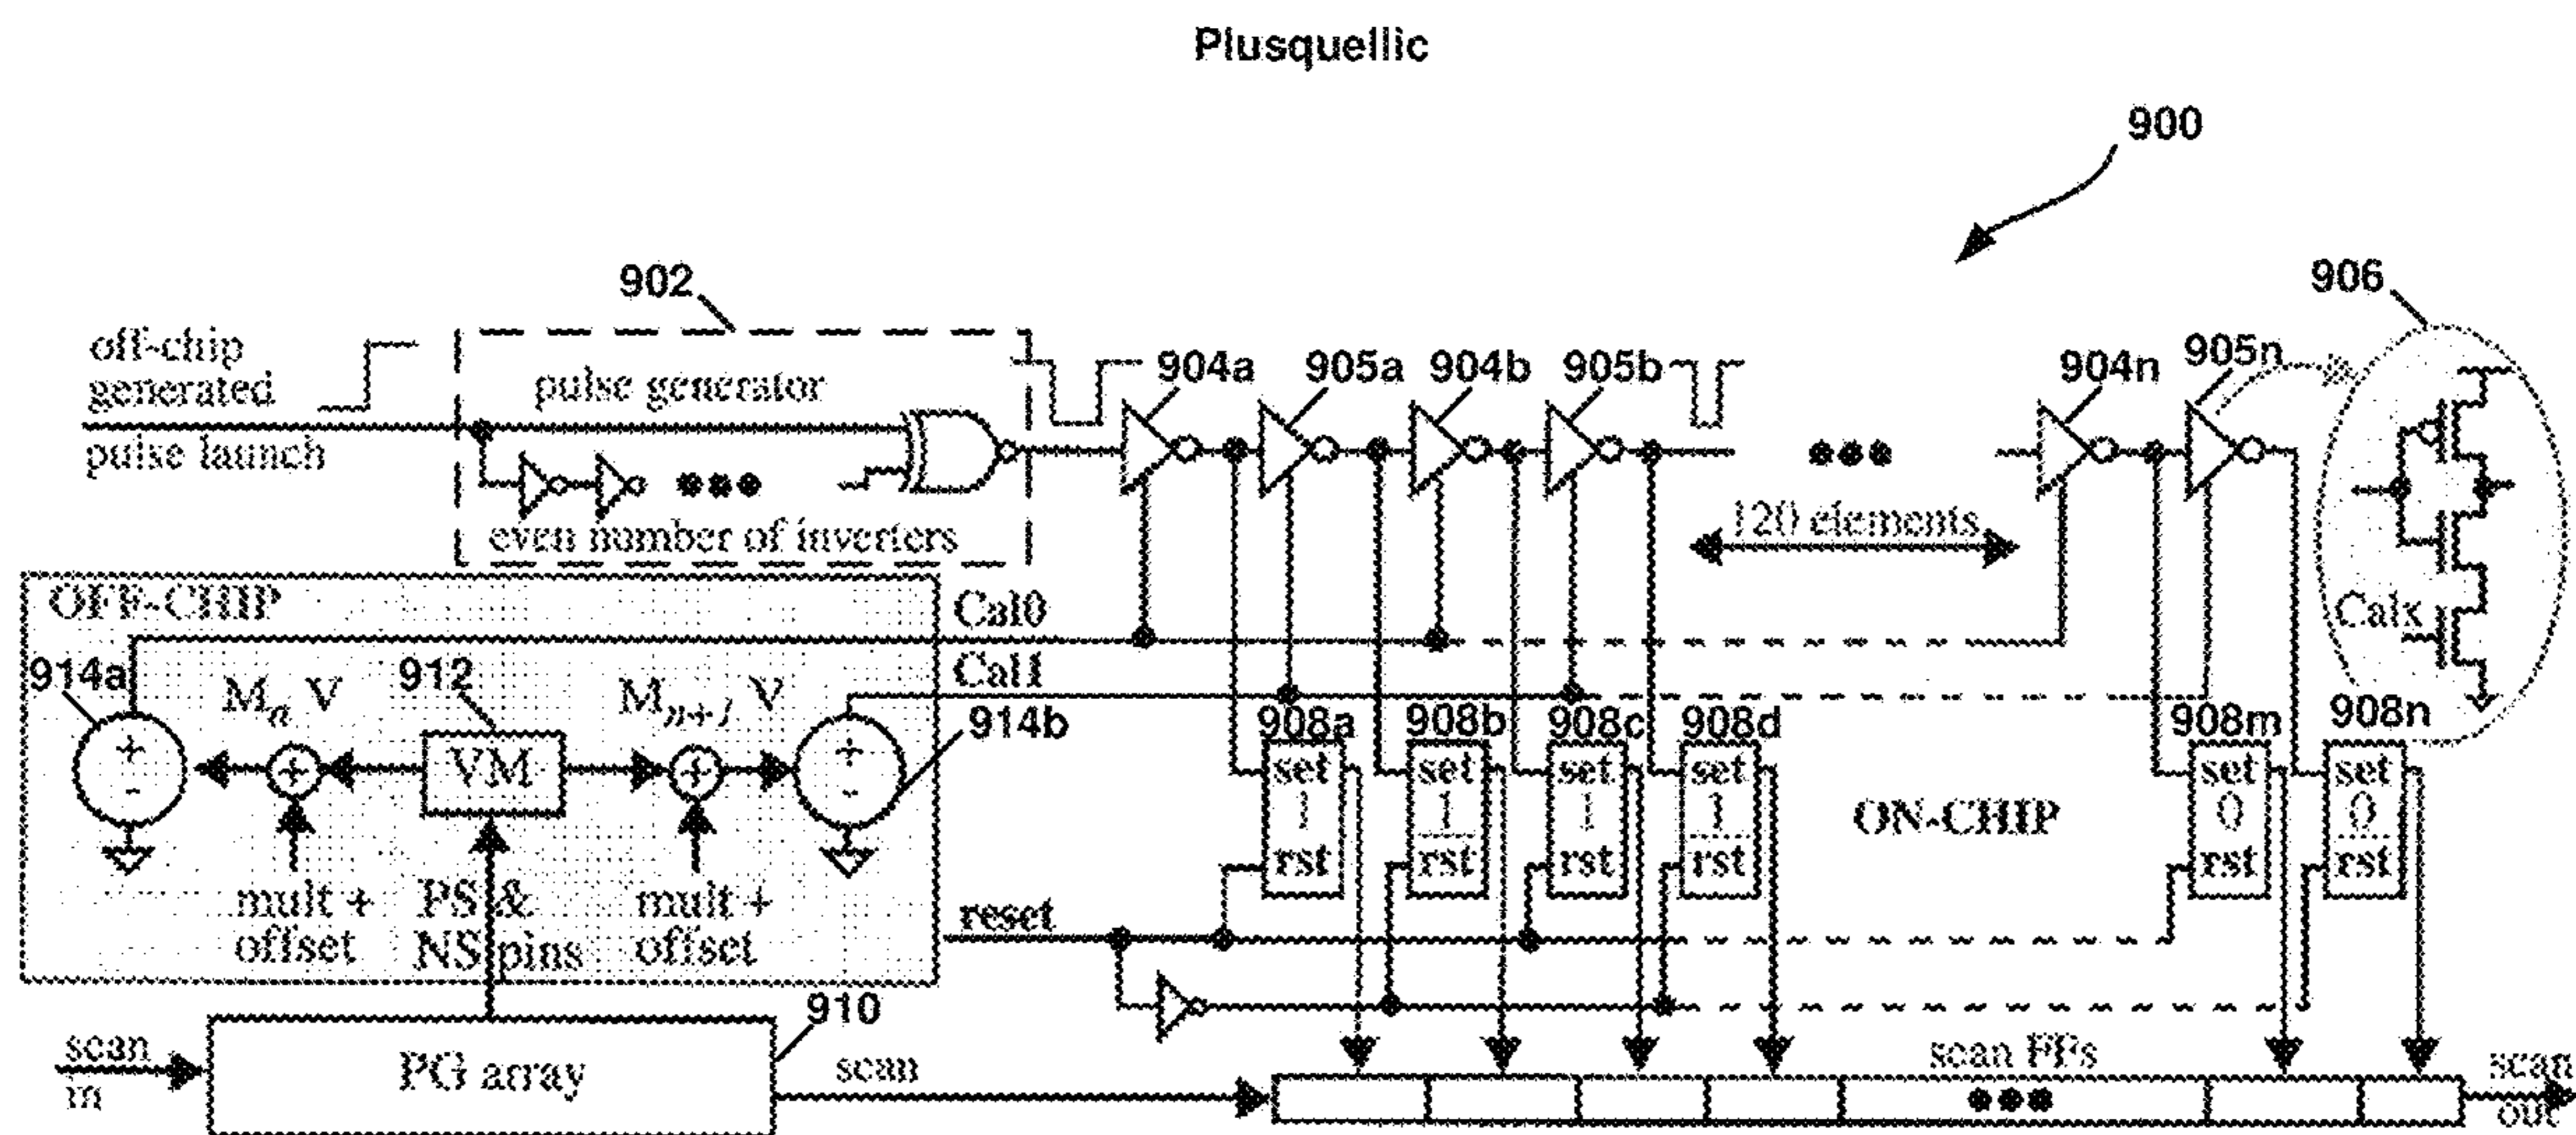 Plusquellic
900
902
906
off-chip
generated
pulse launch
pulse generator
even number of inverters
904a
905a
904b
905b
904n
905n
120 elements
Calx
OFF-CHIP
Cal0
Cal1
914a
Mn V
912
Mn+1 V
914b
VM
mult +
offset
PS &
NS pins
mult +
offset
908a
908b
908c
908d
908m
908n
set
1
rst
set
1
rst
set
1
rst
set
1
rst
ON-CHIP
set
0
rst
set
0
rst
reset
910
scan
in
PG array
scan
scan FFs
scan
out